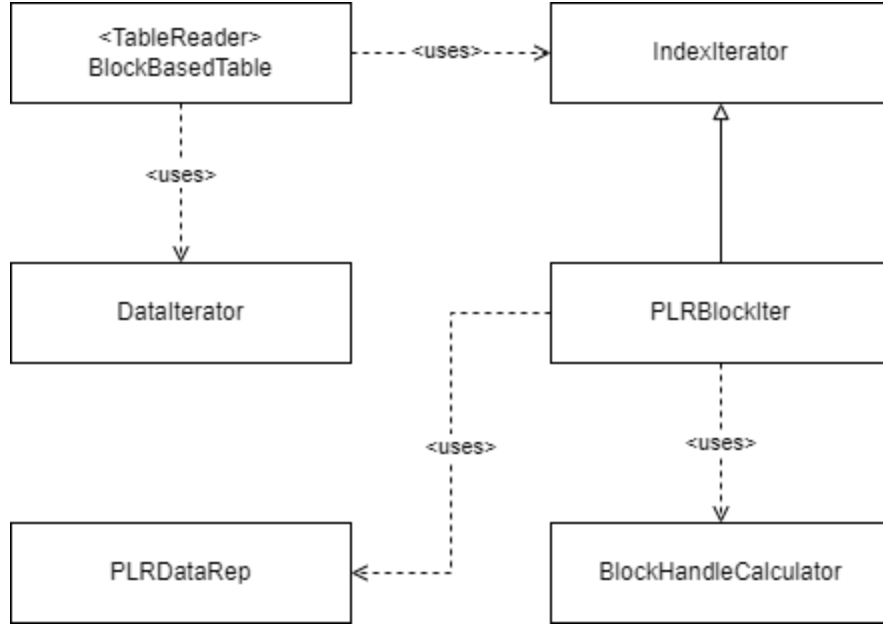 <TableReader>
BlockBasedTable
<uses>
IndexIterator
<uses>
DataIterator
PLRBlockIter
<uses>
<uses>
PLRDataRep
BlockHandleCalculator